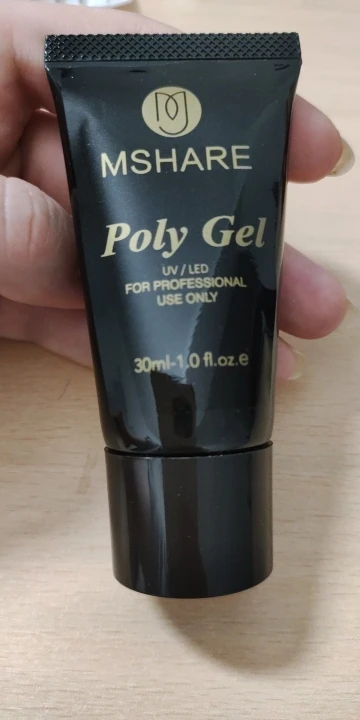 MSHARE
Poly Gel
UV / LED
FOR PROFESSIONAL
USE ONLY
30ml-1.0 fl.oz.e